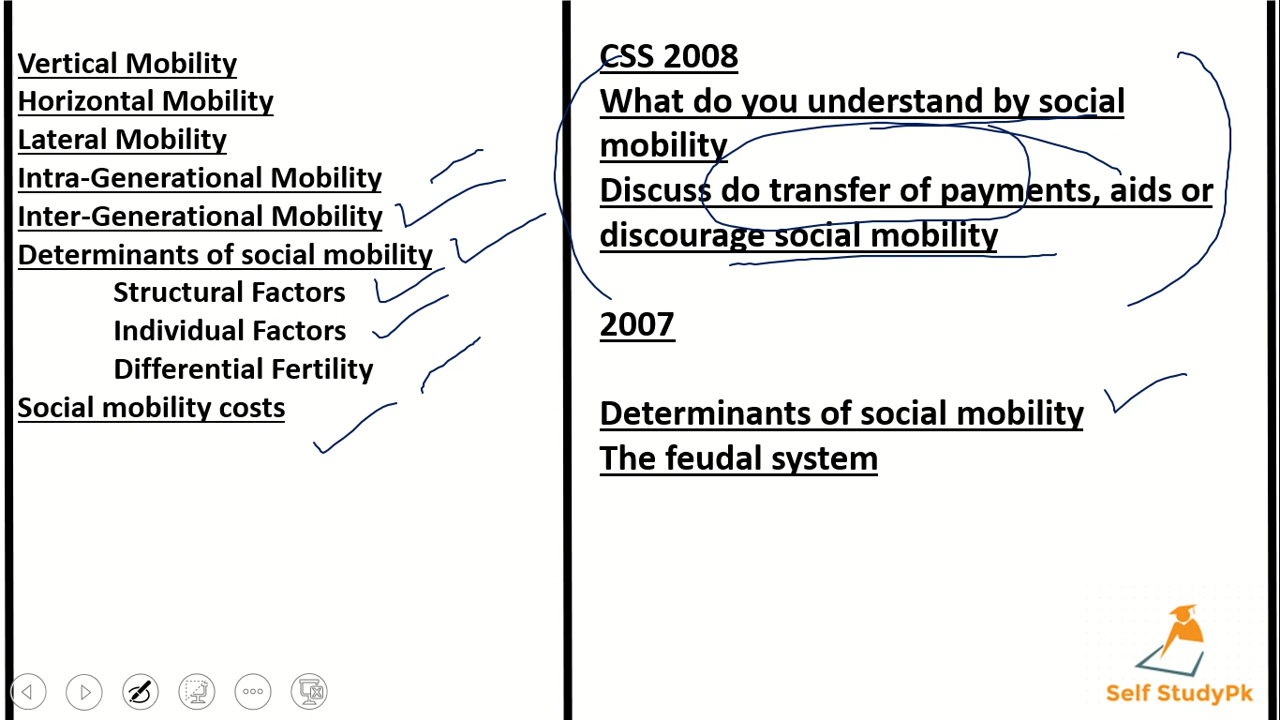 Vertical Mobility
Horizontal Mobility
Lateral Mobility
Intra-Generational Mobility
Inter-Generational Mobility
Determinants of social mobility
Structural Factors
Individual Factors
Differential Fertility
Social mobility costs
CSS 2008
What do you understand by social
mobility
Discuss do transfer of payments, aids or
discourage social mobility
2007
Determinants of social mobility
The feudal system
Self StudyPk